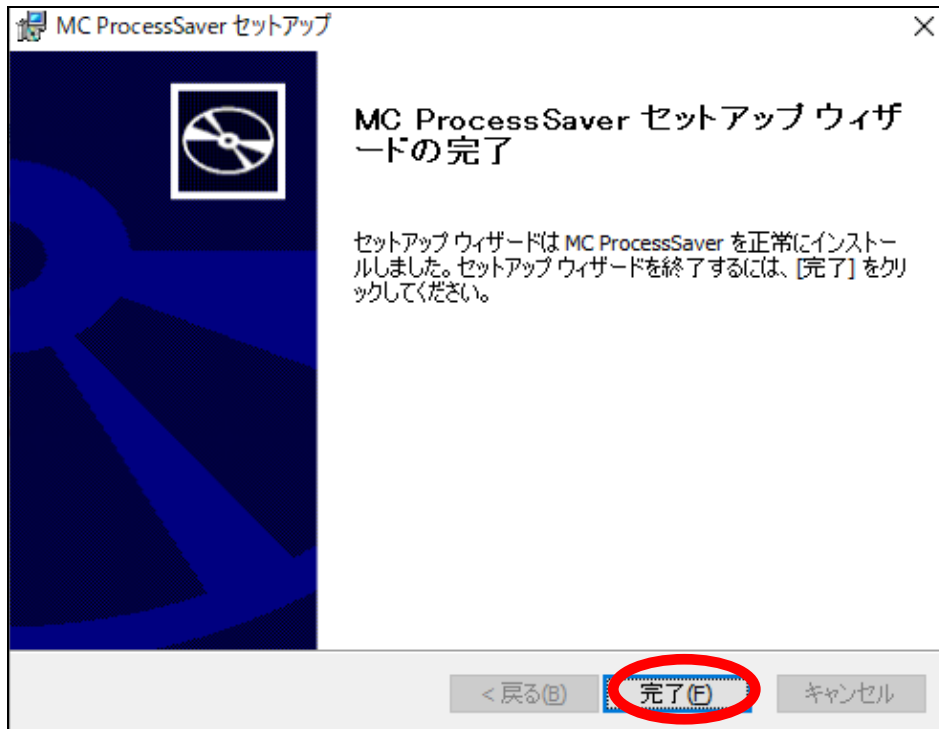 MC ProcessSaver セットアップ
MC ProcessSaver セットアップ ウィザ
ードの完了
セットアップ ウィザードは MC ProcessSaver を正常にインストー
ルしました。セットアップ ウィザードを終了するには、[完了] をクリ
ックしてください。
< 戻る(B)
完了(F)
キャンセル